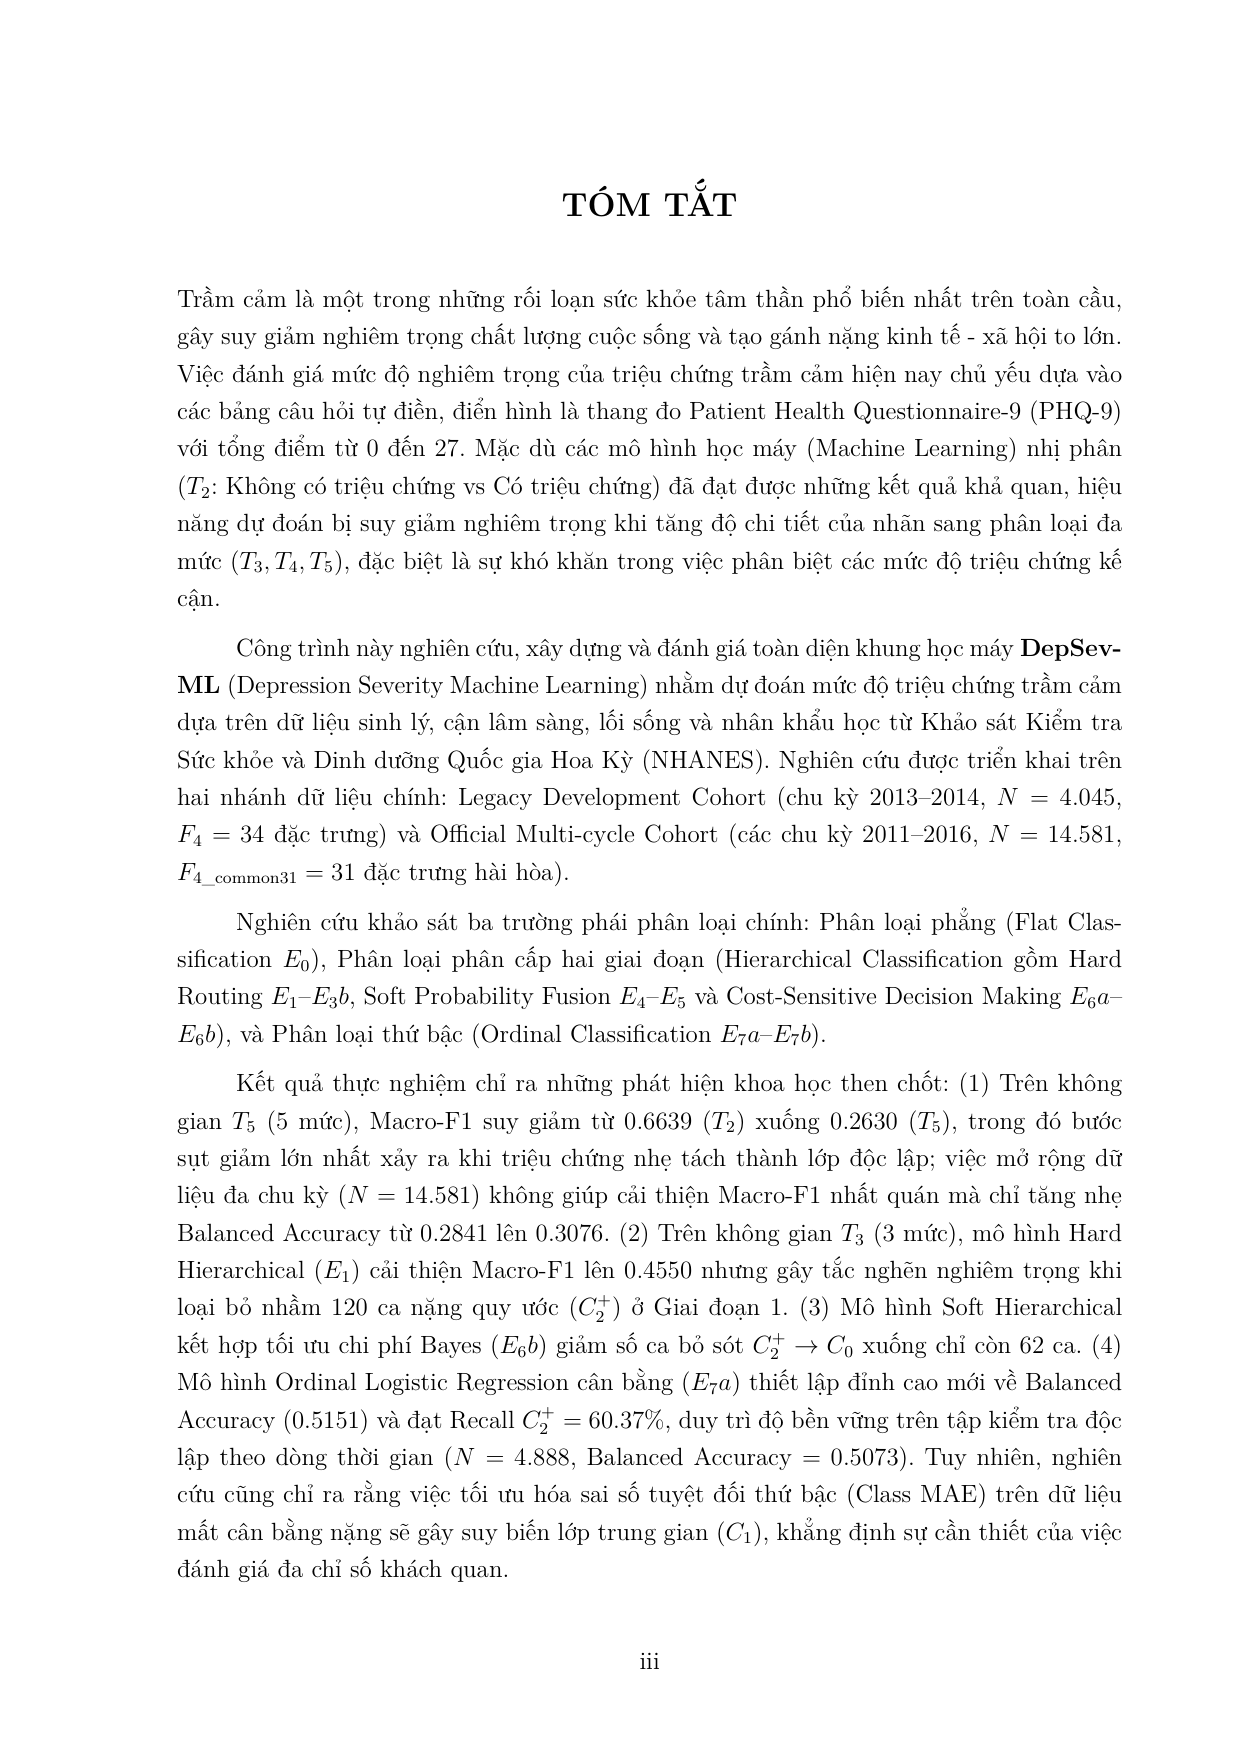 TÓM TẮT
Trầm cảm là một trong những rối loạn sức khỏe tâm thần phổ biến nhất trên toàn cầu,
gây suy giảm nghiêm trọng chất lượng cuộc sống và tạo gánh nặng kinh tế - xã hội to lớn.
Việc đánh giá mức độ nghiêm trọng của triệu chứng trầm cảm hiện nay chủ yếu dựa vào
các bảng câu hỏi tự điền, điển hình là thang đo Patient Health Questionnaire-9 (PHQ-9)
với tổng điểm từ 0 đến 27. Mặc dù các mô hình học máy (Machine Learning) nhị phân
(T₂: Không có triệu chứng vs Có triệu chứng) đã đạt được những kết quả khả quan, hiệu
năng dự đoán bị suy giảm nghiêm trọng khi tăng độ chi tiết của nhãn sang phân loại đa
mức (T₃, T₄, T₅), đặc biệt là sự khó khăn trong việc phân biệt các mức độ triệu chứng kế
cận.
Công trình này nghiên cứu, xây dựng và đánh giá toàn diện khung học máy DepSev-
ML (Depression Severity Machine Learning) nhằm dự đoán mức độ triệu chứng trầm cảm
dựa trên dữ liệu sinh lý, cận lâm sàng, lối sống và nhân khẩu học từ Khảo sát Kiểm tra
Sức khỏe và Dinh dưỡng Quốc gia Hoa Kỳ (NHANES). Nghiên cứu được triển khai trên
hai nhánh dữ liệu chính: Legacy Development Cohort (chu kỳ 2013–2014, N = 4.045,
F₄ = 34 đặc trưng) và Official Multi-cycle Cohort (các chu kỳ 2011–2016, N = 14.581,
F₄_common31 = 31 đặc trưng hài hòa).
Nghiên cứu khảo sát ba trường phái phân loại chính: Phân loại phẳng (Flat Clas-
sification E₀), Phân loại phân cấp hai giai đoạn (Hierarchical Classification gồm Hard
Routing E₁–E₃b, Soft Probability Fusion E₄–E₅ và Cost-Sensitive Decision Making E₆a–
E₆b), và Phân loại thứ bậc (Ordinal Classification E₇a–E₇b).
Kết quả thực nghiệm chỉ ra những phát hiện khoa học then chốt: (1) Trên không
gian T₅ (5 mức), Macro-F1 suy giảm từ 0.6639 (T₂) xuống 0.2630 (T₅), trong đó bước
sụt giảm lớn nhất xảy ra khi triệu chứng nhẹ tách thành lớp độc lập; việc mở rộng dữ
liệu đa chu kỳ (N = 14.581) không giúp cải thiện Macro-F1 nhất quán mà chỉ tăng nhẹ
Balanced Accuracy từ 0.2841 lên 0.3076. (2) Trên không gian T₃ (3 mức), mô hình Hard
Hierarchical (E₁) cải thiện Macro-F1 lên 0.4550 nhưng gây tắc nghẽn nghiêm trọng khi
loại bỏ nhầm 120 ca nặng quy ước (C₂⁺) ở Giai đoạn 1. (3) Mô hình Soft Hierarchical
kết hợp tối ưu chi phí Bayes (E₆b) giảm số ca bỏ sót C₂⁺ → C₀ xuống chỉ còn 62 ca. (4)
Mô hình Ordinal Logistic Regression cân bằng (E₇a) thiết lập đỉnh cao mới về Balanced
Accuracy (0.5151) và đạt Recall C₂⁺ = 60.37%, duy trì độ bền vững trên tập kiểm tra độc
lập theo dòng thời gian (N = 4.888, Balanced Accuracy = 0.5073). Tuy nhiên, nghiên
cứu cũng chỉ ra rằng việc tối ưu hóa sai số tuyệt đối thứ bậc (Class MAE) trên dữ liệu
mất cân bằng nặng sẽ gây suy biến lớp trung gian (C₁), khẳng định sự cần thiết của việc
đánh giá đa chỉ số khách quan.
iii